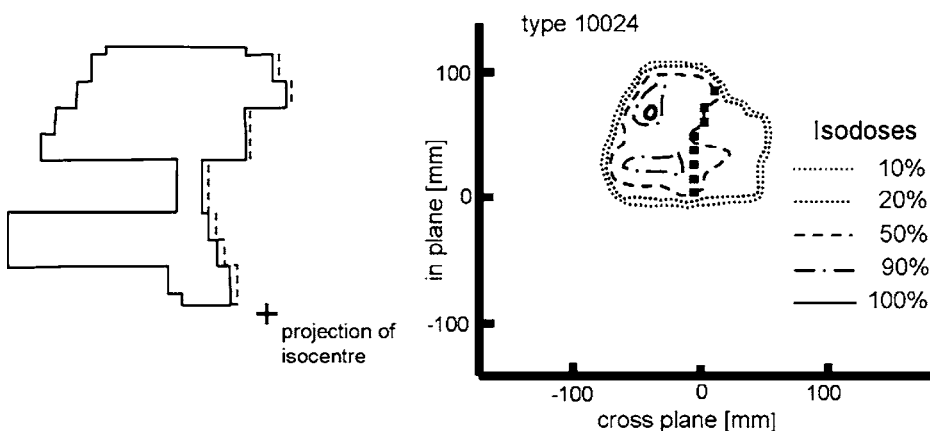 type 10024
projection of
isocentre
in plane [mm]
100
0
-100
-100
0
100
cross plane [mm]
Isodoses
10%
20%
50%
90%
100%